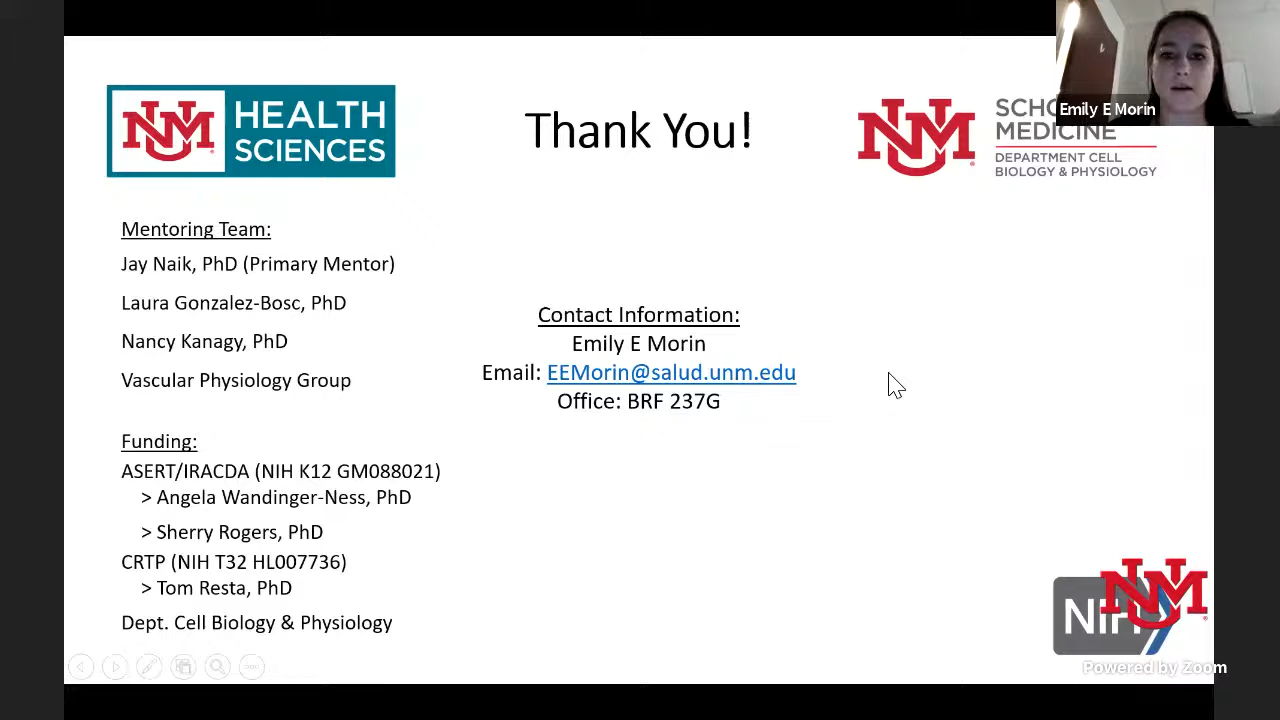 UNM HEALTH SCIENCES
Thank You!
UNM
MEDICINE
DEPARTMENT CELL
BIOLOGY & PHYSIOLOGY
Emily E Morin
Mentoring Team:
Jay Naik, PhD (Primary Mentor)
Laura Gonzalez-Bosc, PhD
Nancy Kanagy, PhD
Vascular Physiology Group
Contact Information:
Emily E Morin
Email: EEMorin@salud.unm.edu
Office: BRF 237G
Funding:
ASERT/IRACDA (NIH K12 GM088021)
> Angela Wandinger-Ness, PhD
> Sherry Rogers, PhD
CRTP (NIH T32 HL007736)
> Tom Resta, PhD
Dept. Cell Biology & Physiology
NIH
UNM
Powered by Zoom